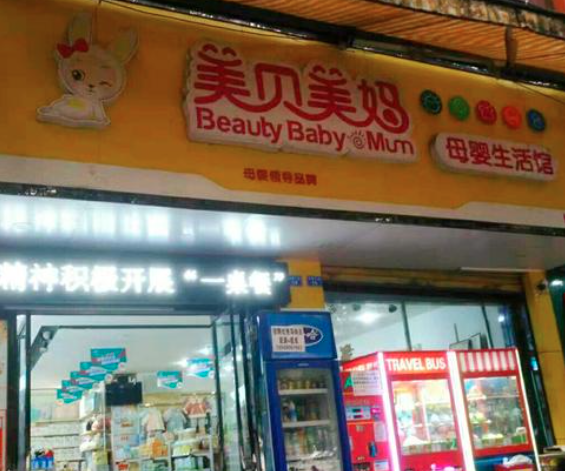 美贝美妈
Beauty Baby Mum
母婴生活馆
母婴领导品牌
精神积极开展“一桌餐”
TRAVEL BUS